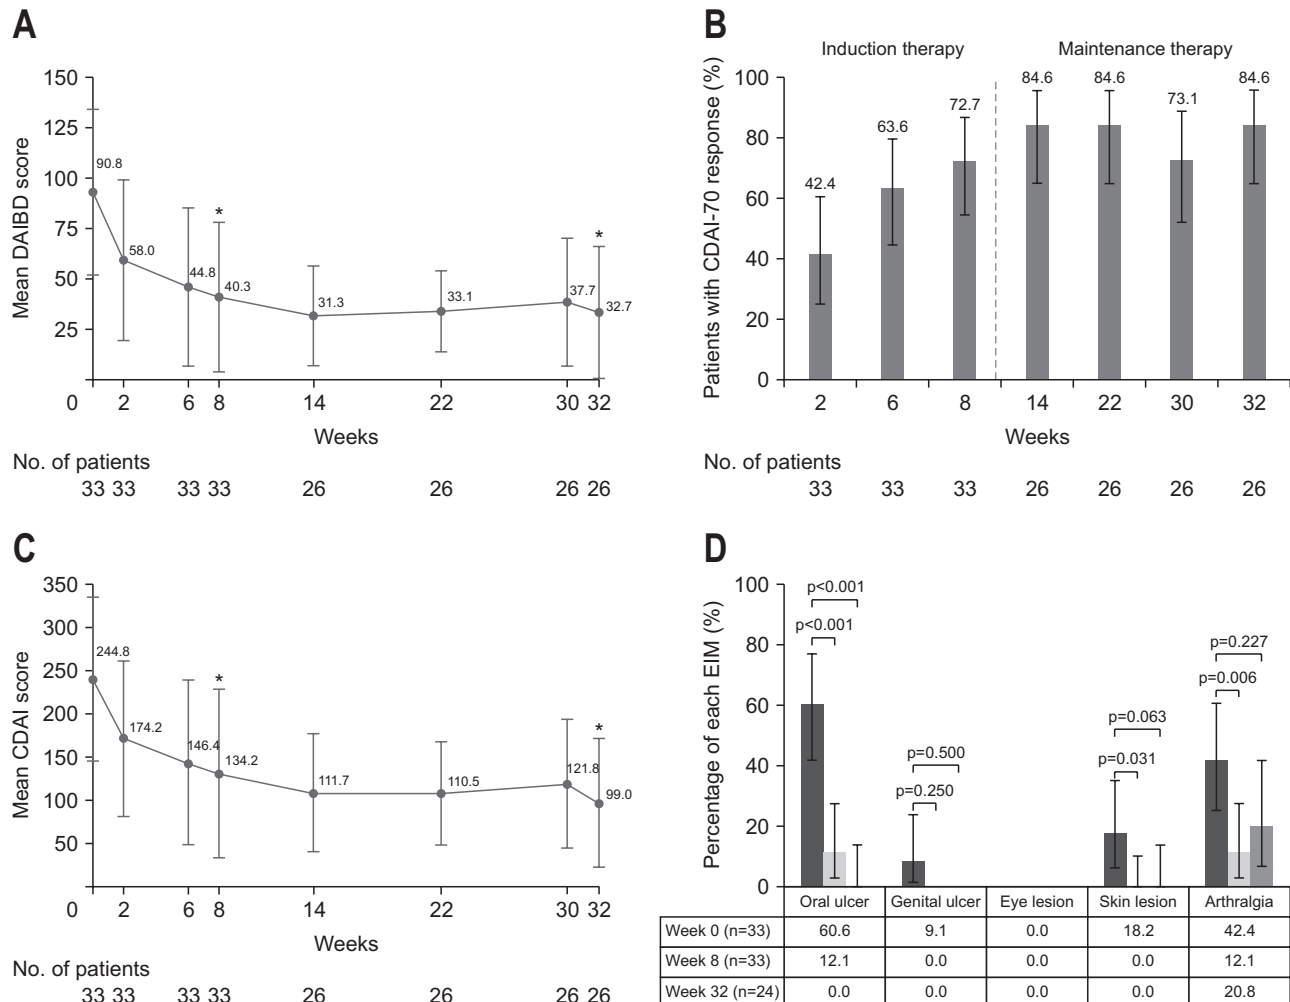 A
150
125
100
75
50
25
0
Mean DAIBD score
90.8
58.0
44.8
*
40.3
31.3
33.1
37.7
*
32.7
2 6 8 14 22 30 32
Weeks
No. of patients
33 33 33 33 26 26 26 26
B
Induction therapy Maintenance therapy
100
80
60
40
20
0
Patients with CDAI-70 response (%)
42.4 63.6 72.7 84.6 84.6 73.1 84.6
2 6 8 14 22 30 32
Weeks
No. of patients
33 33 33 26 26 26 26
C
350
300
250
200
150
100
50
0
Mean CDAI score
244.8
174.2
146.4
*
134.2
111.7
110.5
121.8
*
99.0
2 6 8 14 22 30 32
Weeks
No. of patients
33 33 33 33 26 26 26 26
D
100
80
60
40
20
0
Percentage of each EIM (%)
p<0.001
p<0.001
p=0.500
p=0.250
p=0.063
p=0.031
p=0.227
p=0.006
Oral ulcer Genital ulcer Eye lesion Skin lesion Arthralgia
Week 0 (n=33) 60.6 9.1 0.0 18.2 42.4
Week 8 (n=33) 12.1 0.0 0.0 0.0 12.1
Week 32 (n=24) 0.0 0.0 0.0 0.0 20.8